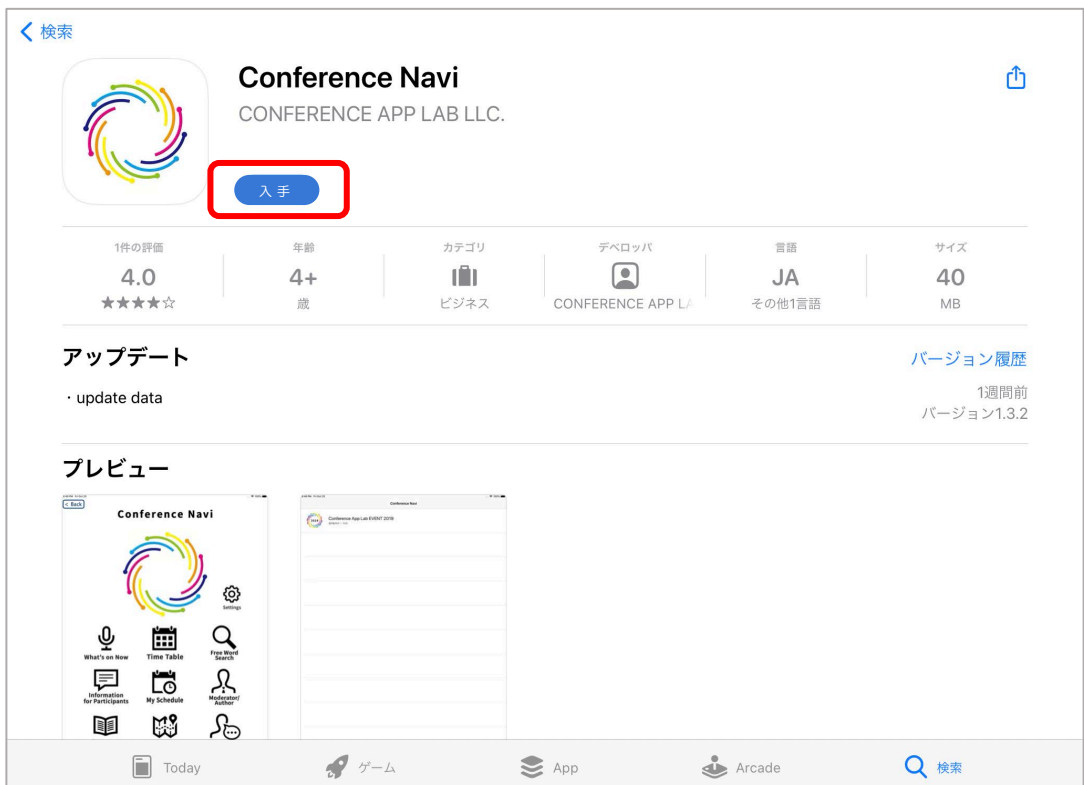 検索
Conference Navi
CONFERENCE APP LAB LLC.
入手
1件の評価
4.0
★★★★☆
年齢
4+
歳
カテゴリ
ビジネス
デベロッパ
CONFERENCE APP LA
言語
JA
その他1言語
サイズ
40
MB
アップデート
バージョン履歴
・update data
1週間前
バージョン1.3.2
プレビュー
< Back
Conference Navi
Settings
What's on Now
Time Table
Free Word
Search
Information
for Participants
My Schedule
Moderator/
Author
Conference Navi
Conference App Lab EVENT 2019
Today
ゲーム
App
Arcade
検索